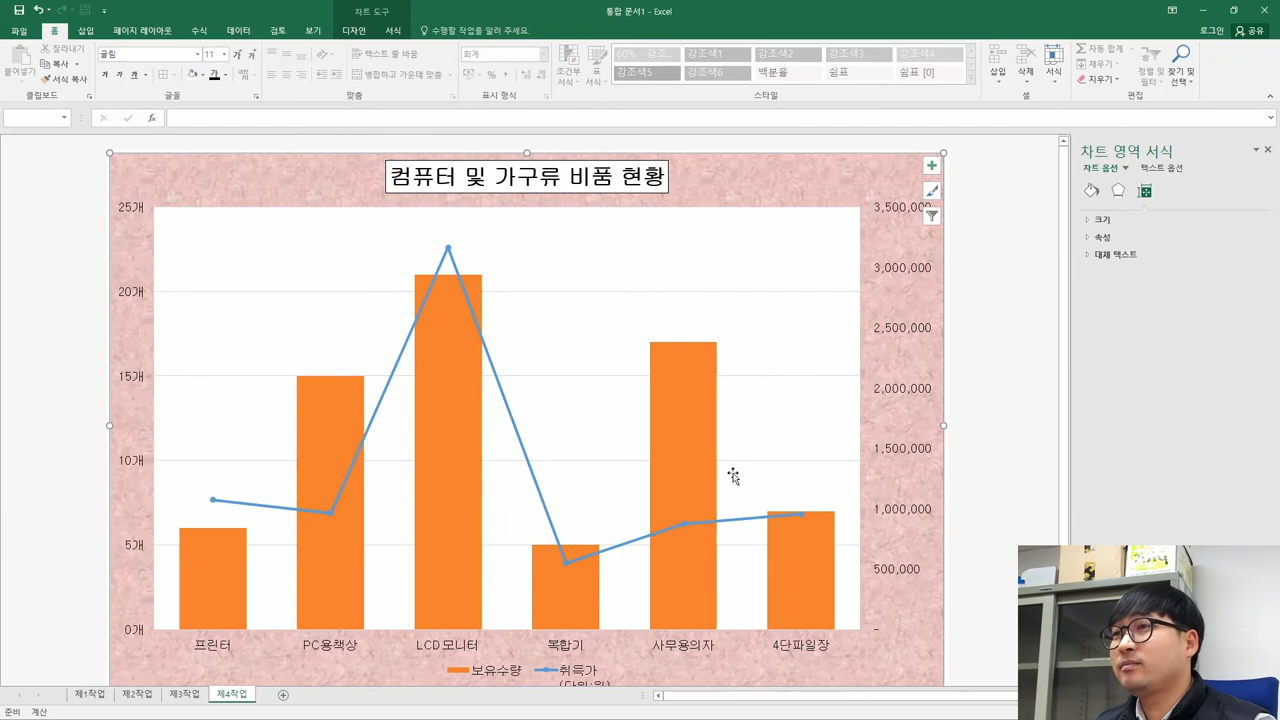 차트 도구
통합 문서1 - Excel
파일 홈 삽입 페이지 레이아웃 수식 데이터 검토 보기 디자인 서식 수행할 작업을 알려 주세요. 로그인 공유
붙여넣기
잘라내기
복사
서식 복사
클립보드
굴림 11
가 가 가
글꼴
텍스트 줄 바꿈
병합하고 가운데 맞춤
맞춤
회계
표시 형식
조건부 서식
표 서식
60% - 강조... 강조색1 강조색2 강조색3 강조색4
강조색5 강조색6 백분율 쉼표 쉼표 [0]
스타일
삽입 삭제 서식
셀
자동 합계
채우기
지우기
정렬 및 필터
찾기 및 선택
편집
fx
컴퓨터 및 가구류 비품 현황
25개
20개
15개
10개
5개
0개
3,500,000
3,000,000
2,500,000
2,000,000
1,500,000
1,000,000
500,000
-
프린터 PC용책상 LCD모니터 복합기 사무용의자 4단파일장
보유수량 취득가
(단위:원)
차트 영역 서식
차트 옵션 텍스트 옵션
크기
속성
대체 텍스트
제1작업 제2작업 제3작업 제4작업
준비 계산